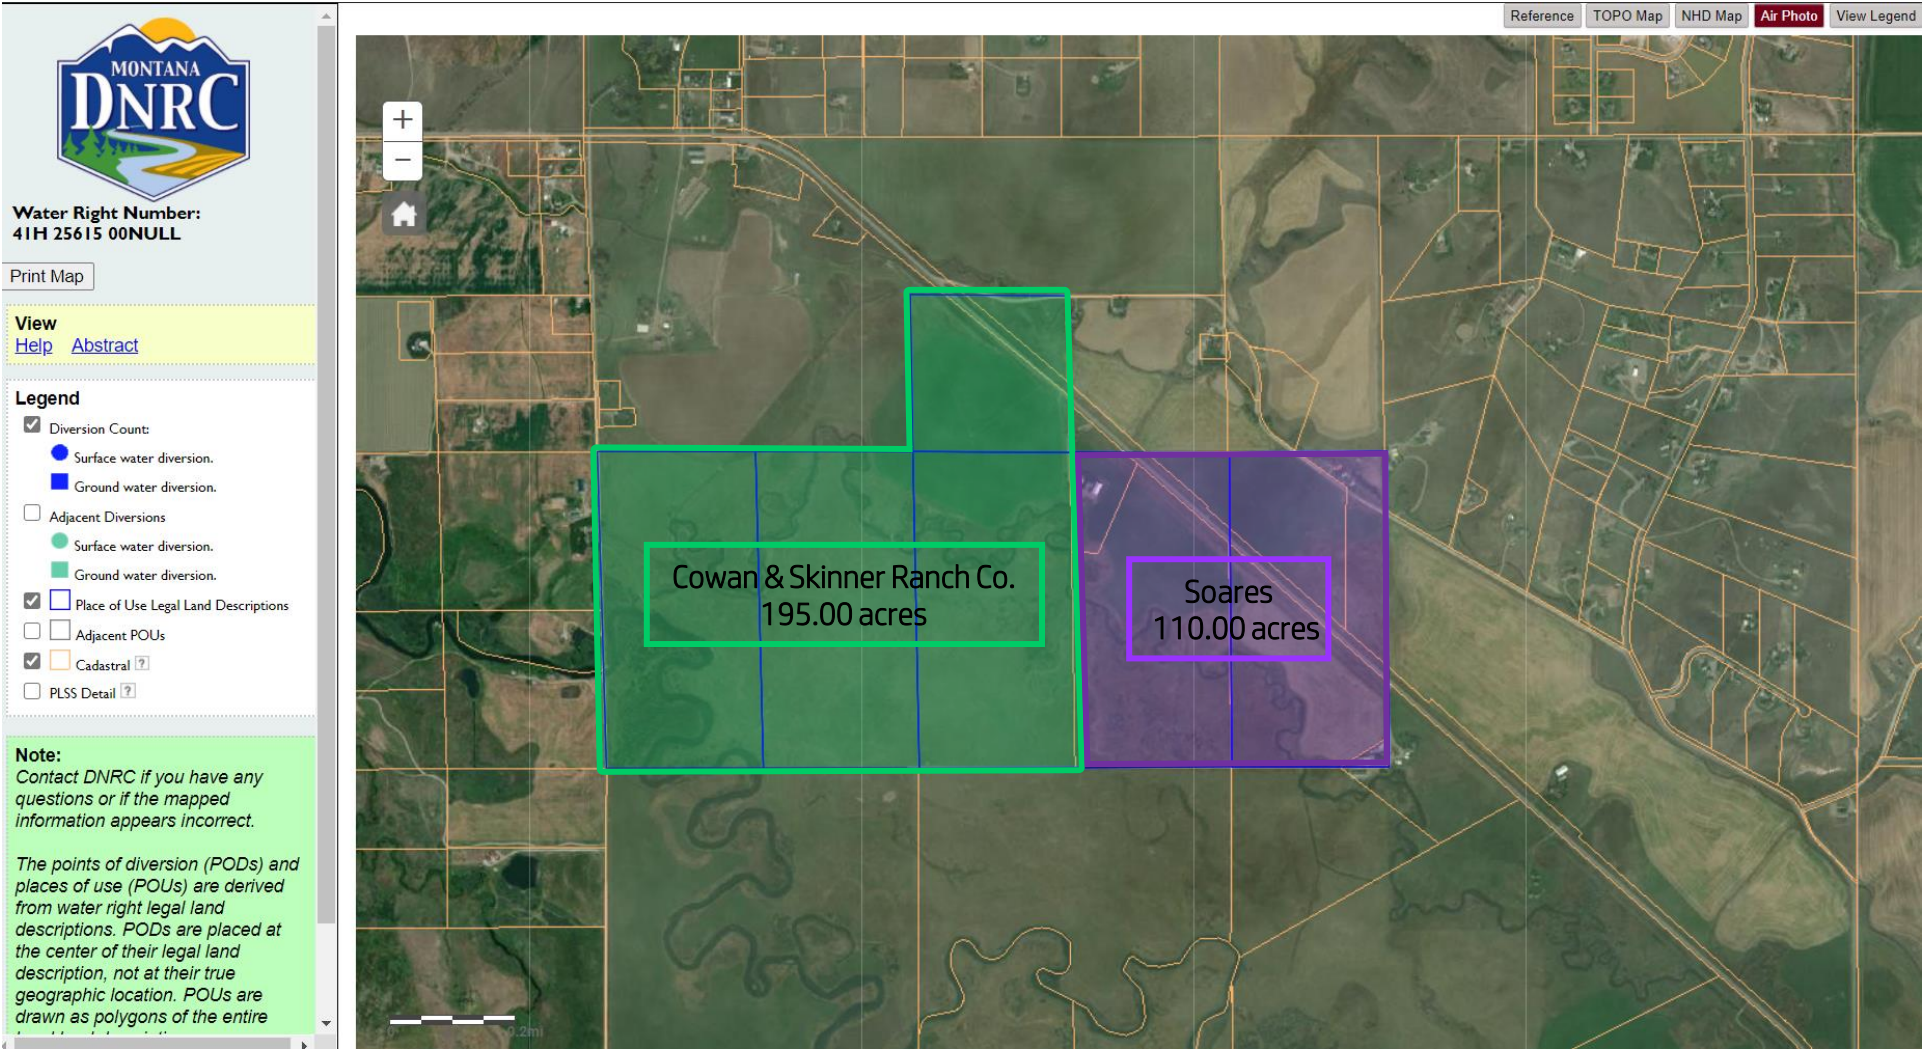 Reference TOPO Map NHD Map Air Photo View Legend
MONTANA
DNRC
Water Right Number:
41H 25615 00NULL
Print Map
View
Help Abstract
Legend
Diversion Count:
Surface water diversion.
Ground water diversion.
Adjacent Diversions
Surface water diversion.
Ground water diversion.
Place of Use Legal Land Descriptions
Adjacent POUs
Cadastral ?
PLSS Detail ?
Note:
Contact DNRC if you have any
questions or if the mapped
information appears incorrect.
The points of diversion (PODs) and
places of use (POUs) are derived
from water right legal land
descriptions. PODs are placed at
the center of their legal land
description, not at their true
geographic location. POUs are
drawn as polygons of the entire
+
−
Cowan & Skinner Ranch Co.
195.00 acres
Soares
110.00 acres
0.2mi